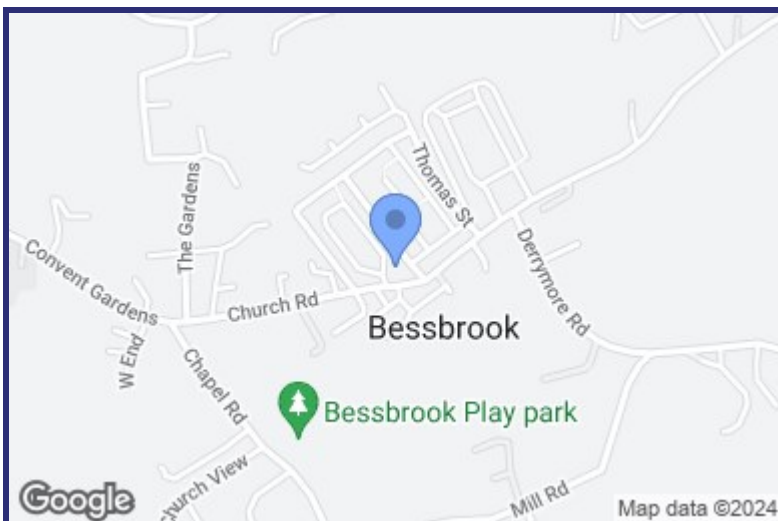 Thomas St
The Gardens
Convent Gardens
Derrymore Rd
Church Rd
Bessbrook
W End
Chapel Rd
Bessbrook Play park
church View
Mill Rd
Google
Map data ©2024